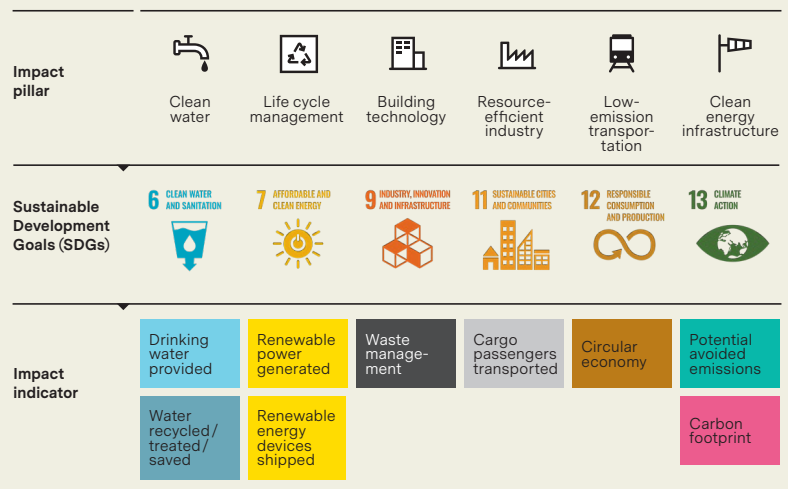 Impact
pillar
Clean
water
Life cycle
management
Building
technology
Resource-
efficient
industry
Low-
emission
transpor-
tation
Clean
energy
infrastructure
Sustainable
Development
Goals (SDGs)
6 CLEAN WATER
AND SANITATION
7 AFFORDABLE AND
CLEAN ENERGY
9 INDUSTRY, INNOVATION
AND INFRASTRUCTURE
11 SUSTAINABLE CITIES
AND COMMUNITIES
12 RESPONSIBLE
CONSUMPTION
AND PRODUCTION
13 CLIMATE
ACTION
Impact
indicator
Drinking
water
provided
Renewable
power
generated
Waste
manage-
ment
Cargo
passengers
transported
Circular
economy
Potential
avoided
emissions
Water
recycled/
treated/
saved
Renewable
energy
devices
shipped
Carbon
footprint